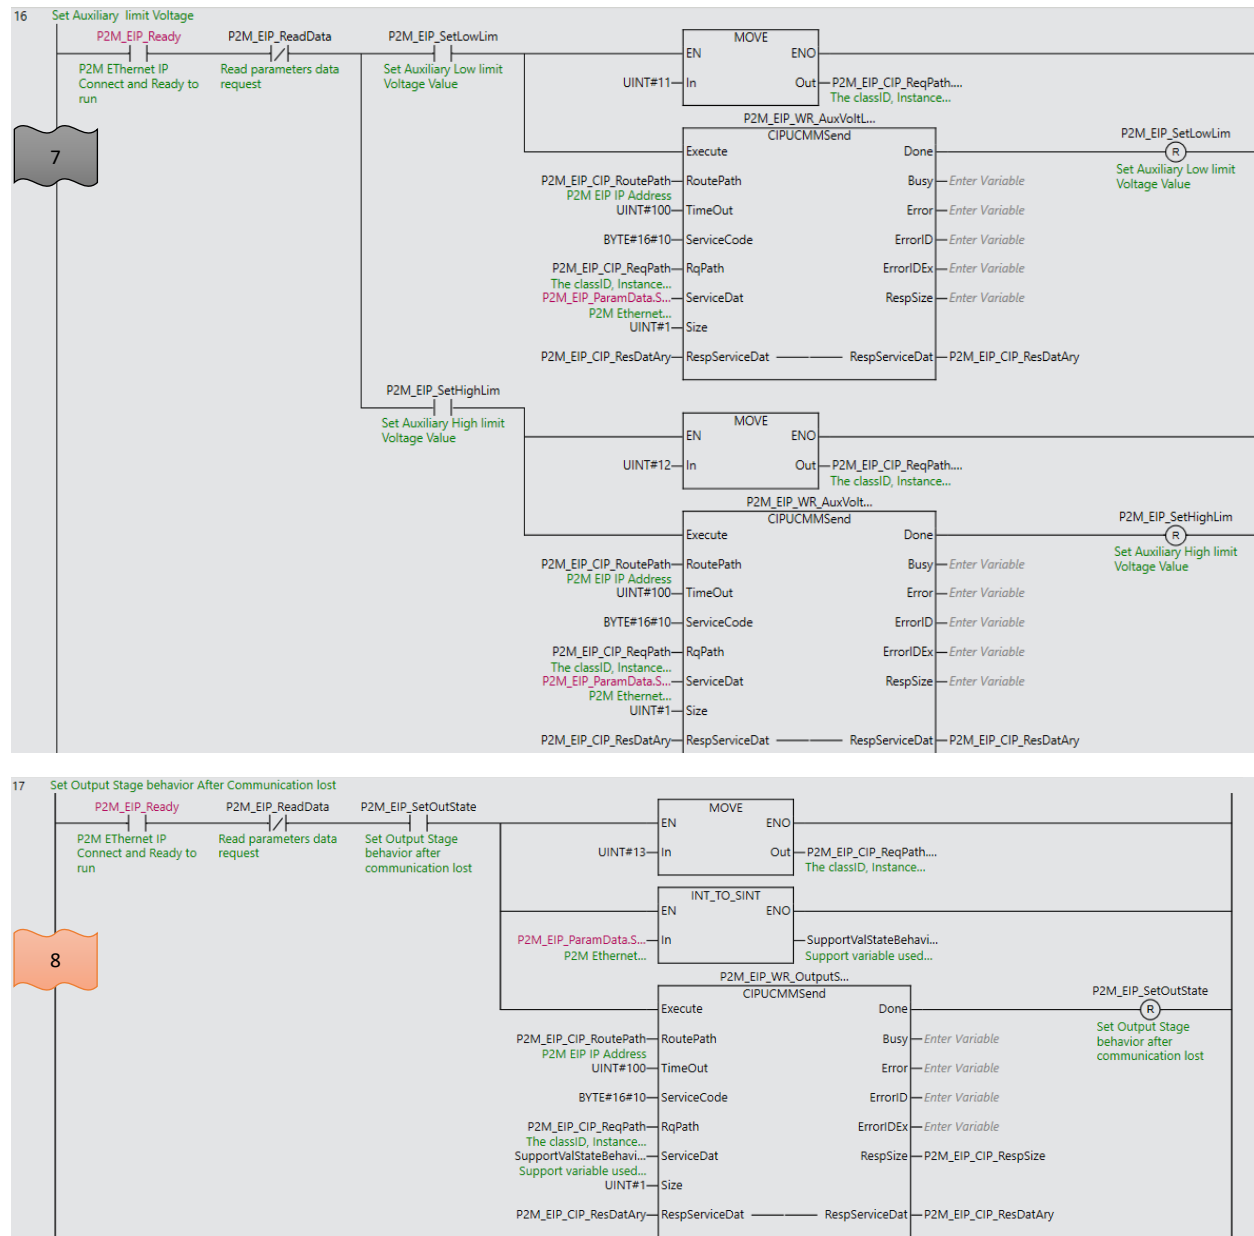 16 Set Auxiliary limit Voltage
P2M_EIP_Ready P2M_EIP_ReadData P2M_EIP_SetLowLim MOVE
EN ENO
P2M EThernet IP Read parameters data Set Auxiliary Low limit
Connect and Ready to request Voltage Value UINT#11 In Out P2M_EIP_CIP_ReqPath....
run The classID, Instance...
P2M_EIP_WR_AuxVoltL...
CIPUCMMSend P2M_EIP_SetLowLim
7 Execute Done R
Set Auxiliary Low limit
P2M_EIP_CIP_RoutePath RoutePath Busy Enter Variable Voltage Value
P2M EIP IP Address
UINT#100 TimeOut Error Enter Variable
BYTE#16#10 ServiceCode ErrorID Enter Variable
P2M_EIP_CIP_ReqPath RqPath ErrorIDEx Enter Variable
The classID, Instance...
P2M_EIP_ParamData.S... ServiceDat RespSize Enter Variable
P2M Ethernet...
UINT#1 Size
P2M_EIP_CIP_ResDatAry RespServiceDat RespServiceDat P2M_EIP_CIP_ResDatAry
P2M_EIP_SetHighLim
Set Auxiliary High limit MOVE
Voltage Value EN ENO
UINT#12 In Out P2M_EIP_CIP_ReqPath....
The classID, Instance...
P2M_EIP_WR_AuxVolt...
CIPUCMMSend P2M_EIP_SetHighLim
Execute Done R
Set Auxiliary High limit
P2M_EIP_CIP_RoutePath RoutePath Busy Enter Variable Voltage Value
P2M EIP IP Address
UINT#100 TimeOut Error Enter Variable
BYTE#16#10 ServiceCode ErrorID Enter Variable
P2M_EIP_CIP_ReqPath RqPath ErrorIDEx Enter Variable
The classID, Instance...
P2M_EIP_ParamData.S... ServiceDat RespSize Enter Variable
P2M Ethernet...
UINT#1 Size
P2M_EIP_CIP_ResDatAry RespServiceDat RespServiceDat P2M_EIP_CIP_ResDatAry
17 Set Output Stage behavior After Communication lost
P2M_EIP_Ready P2M_EIP_ReadData P2M_EIP_SetOutState MOVE
EN ENO
P2M EThernet IP Read parameters data Set Output Stage
Connect and Ready to request behavior after UINT#13 In Out P2M_EIP_CIP_ReqPath....
run communication lost The classID, Instance...
INT_TO_SINT
EN ENO
P2M_EIP_ParamData.S... In SupportValStateBehavi...
8 P2M Ethernet... Support variable used...
P2M_EIP_WR_OutputS...
CIPUCMMSend P2M_EIP_SetOutState
Execute Done R
Set Output Stage
P2M_EIP_CIP_RoutePath RoutePath Busy Enter Variable behavior after
P2M EIP IP Address communication lost
UINT#100 TimeOut Error Enter Variable
BYTE#16#10 ServiceCode ErrorID Enter Variable
P2M_EIP_CIP_ReqPath RqPath ErrorIDEx Enter Variable
The classID, Instance...
SupportValStateBehavi... ServiceDat RespSize P2M_EIP_CIP_RespSize
Support variable used...
UINT#1 Size
P2M_EIP_CIP_ResDatAry RespServiceDat RespServiceDat P2M_EIP_CIP_ResDatAry